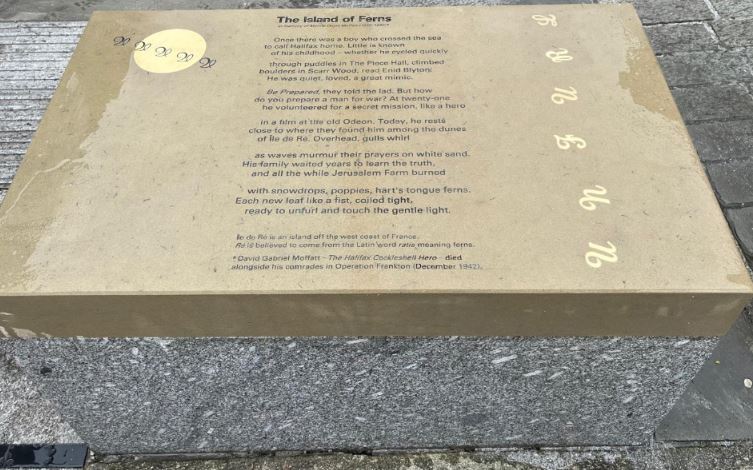 The Island of Ferns
Once there was a boy who crossed the sea
to call Halifax home. Little is known
of his childhood – whether he cycled quickly
through puddles in The Piece Hall, climbed
boulders in Scarr Wood, read Enid Blyton.
He was quiet, loved, a great mimic.
Be Prepared, they told the lad. But how
do you prepare a man for war? At twenty-one
he volunteered for a secret mission, like a hero
in a film at the old Odeon. Today, he rests
close to where they found him among the dunes
of Île de Ré. Overhead, gulls whirl
as waves murmur their prayers on white sand.
His family waited years to learn the truth,
and all the while Jerusalem Farm burned
with snowdrops, poppies, hart's tongue ferns.
Each new leaf like a fist, coiled tight,
ready to unfurl and touch the gentle light.
Île de Ré is an island off the west coast of France.
Ré is believed to come from the Latin word ratis meaning ferns.
* David Gabriel Moffatt – The Halifax Cockleshell Hero – died
alongside his comrades in Operation Frankton (December 1942).